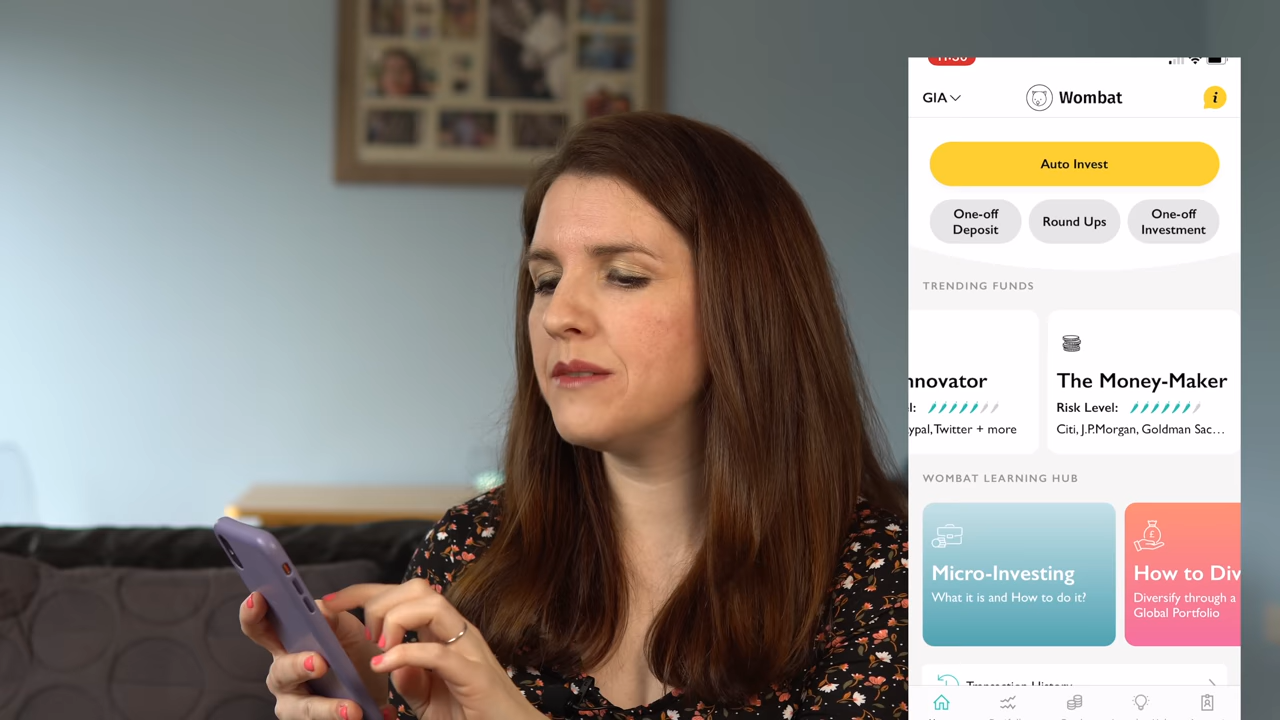 GIA
Wombat
i
Auto Invest
One-off
Deposit
Round Ups
One-off
Investment
TRENDING FUNDS
nnovator
The Money-Maker
Risk Level:
ypal, Twitter + more
Citi, J.P.Morgan, Goldman Sac...
WOMBAT LEARNING HUB
£
Micro-Investing
What it is and How to do it?
How to Div
Diversify through a
Global Portfolio
Transaction History